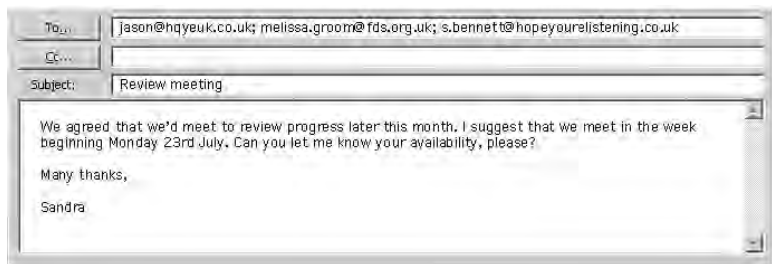 To... jason@hqyeuk.co.uk; melissa.groom@fds.org.uk; s.bennett@hopeyourelistening.co.uk
Cc...
Subject: Review meeting
We agreed that we'd meet to review progress later this month. I suggest that we meet in the week
beginning Monday 23rd July. Can you let me know your availability, please?
Many thanks,
Sandra